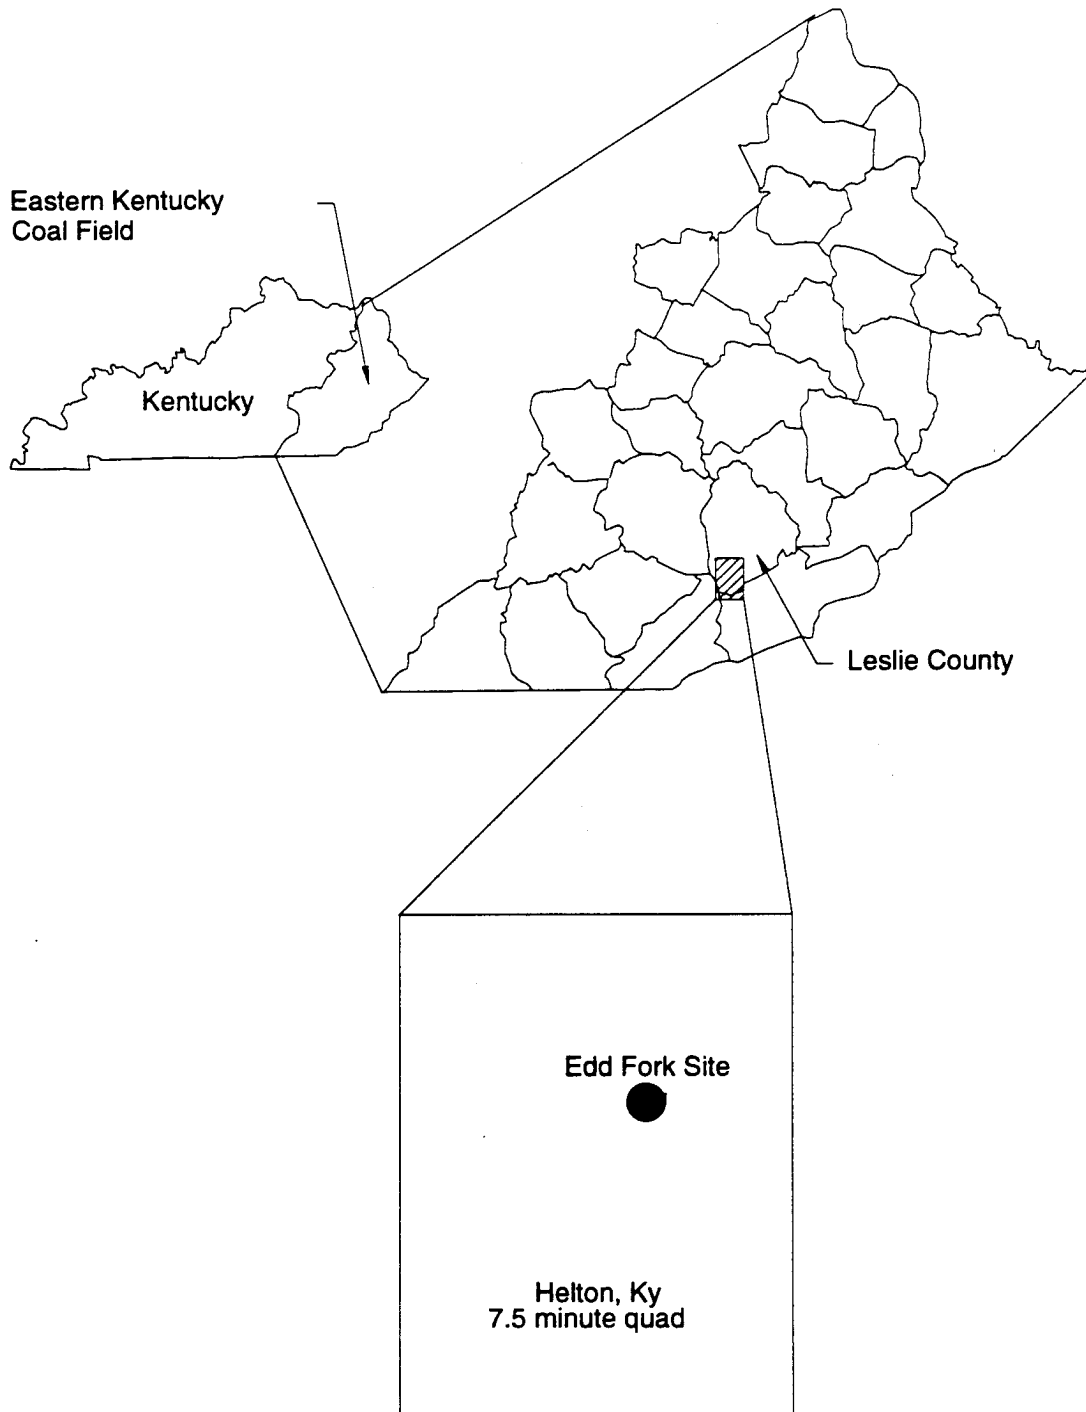 Eastern Kentucky
Coal Field
Kentucky
Leslie County
Edd Fork Site
Helton, Ky
7.5 minute quad